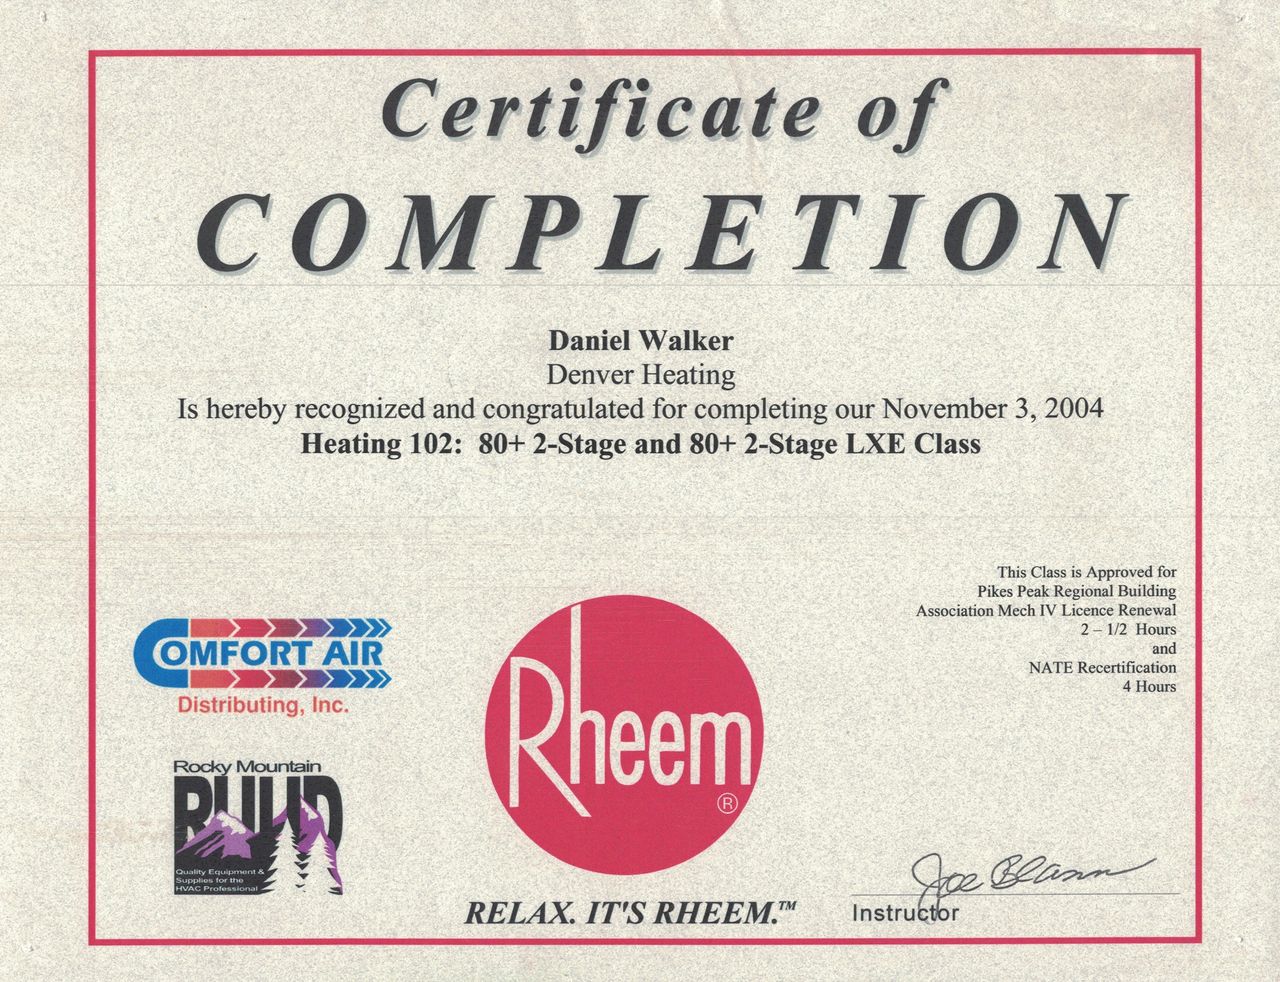 Certificate of
COMPLETION
Daniel Walker
Denver Heating
Is hereby recognized and congratulated for completing our November 3, 2004
Heating 102:  80+ 2-Stage and 80+ 2-Stage LXE Class
This Class is Approved for
Pikes Peak Regional Building
Association Mech IV Licence Renewal
2 – 1/2  Hours
and
NATE Recertification
4 Hours
COMFORT AIR
Distributing, Inc.
Rocky Mountain
RUUD
Quality Equipment &
Supplies for the
HVAC Professional
Rheem
®
RELAX. IT'S RHEEM.™
Joe Blann
Instructor